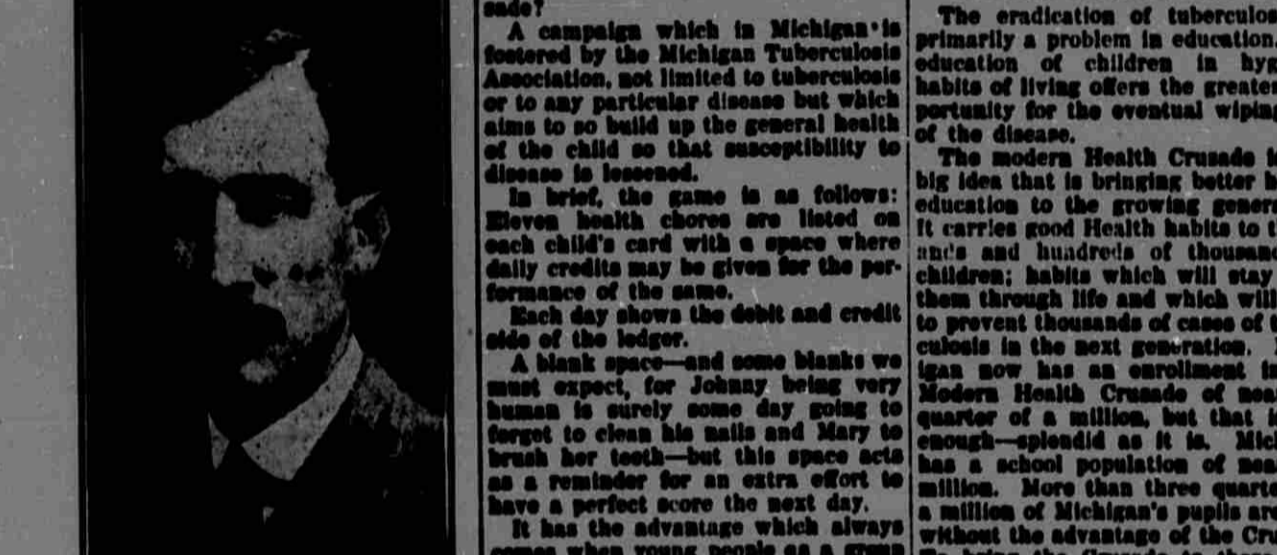 sade?
A campaign which in Michigan is
fostered by the Michigan Tuberculosis
Association, not limited to tuberculosis
or to any particular disease but which
aims to so build up the general health
of the child so that susceptibility to
disease is lessened.
In brief, the game is as follows:
Eleven health chores are listed on
each child's card with a space where
daily credits may be given for the per-
formance of the same.
Each day shows the debit and credit
side of the ledger.
A blank space—and some blanks we
must expect, for Johnny being very
human is surely some day going to
forget to clean his nails and Mary to
brush her teeth—but this space acts
as a reminder for an extra effort to
have a perfect score the next day.
It has the advantage which always
comes when young people as a group
The eradication of tuberculos
primarily a problem in education.
education of children in hyg
habits of living offers the greates
portunity for the eventual wiping
of the disease.
The modern Health Crusade is
big idea that is bringing better h
education to the growing genera
It carries good Health habits to t
ands and hundreds of thousand
children; habits which will stay
them through life and which will
to prevent thousands of cases of t
culosis in the next generation.
igan now has an enrollment in
Modern Health Crusade of nea
quarter of a million, but that is
enough—splendid as it is. Mich
has a school population of nea
million. More than three quarte
a million of Michigan's pupils are
without the advantage of the Cru